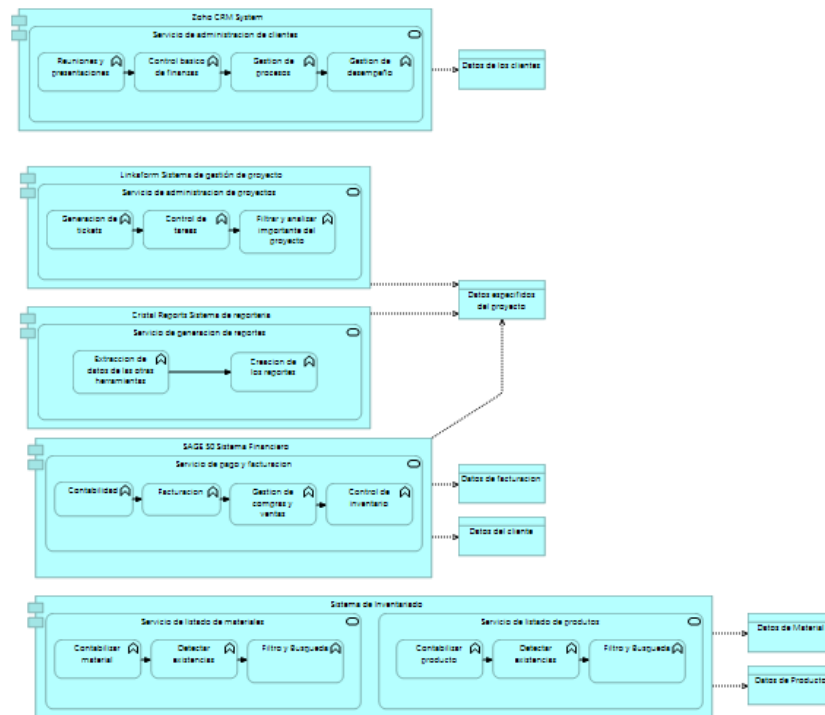 Zoho CRM System
Servicio de administracion de clientes
Reuniones y
presentaciones
Control basico
de finanzas
Gestion de
procesos
Gestion de
desempeño
Datos de los clientes
Linkaform Sistema de gestión de proyecto
Servicio de administracion de proyectos
Generacion de
tickets
Control de
tareas
Filtrar y analizar
importante del
proyecto
Datos especifidos
del proyecto
Cristal Reports Sistema de reporteria
Servicio de generacion de reportes
Extraccion de
datos de las otras
herramientas
Creacion de
los reportes
SAGE 50 Sistema Financiero
Servicio de pago y facturacion
Contabilidad
Facturacion
Gestion de
compras y
ventas
Control de
inventario
Datos de facturacion
Datos del cliente
Sistema de Inventariado
Servicio de listado de materiales
Contabilizar
material
Detectar
existencias
Filtro y Busqueda
Servicio de listado de produtos
Contabilizar
producto
Detectar
existencias
Filtro y Busqueda
Datos de Material
Datos de Producto